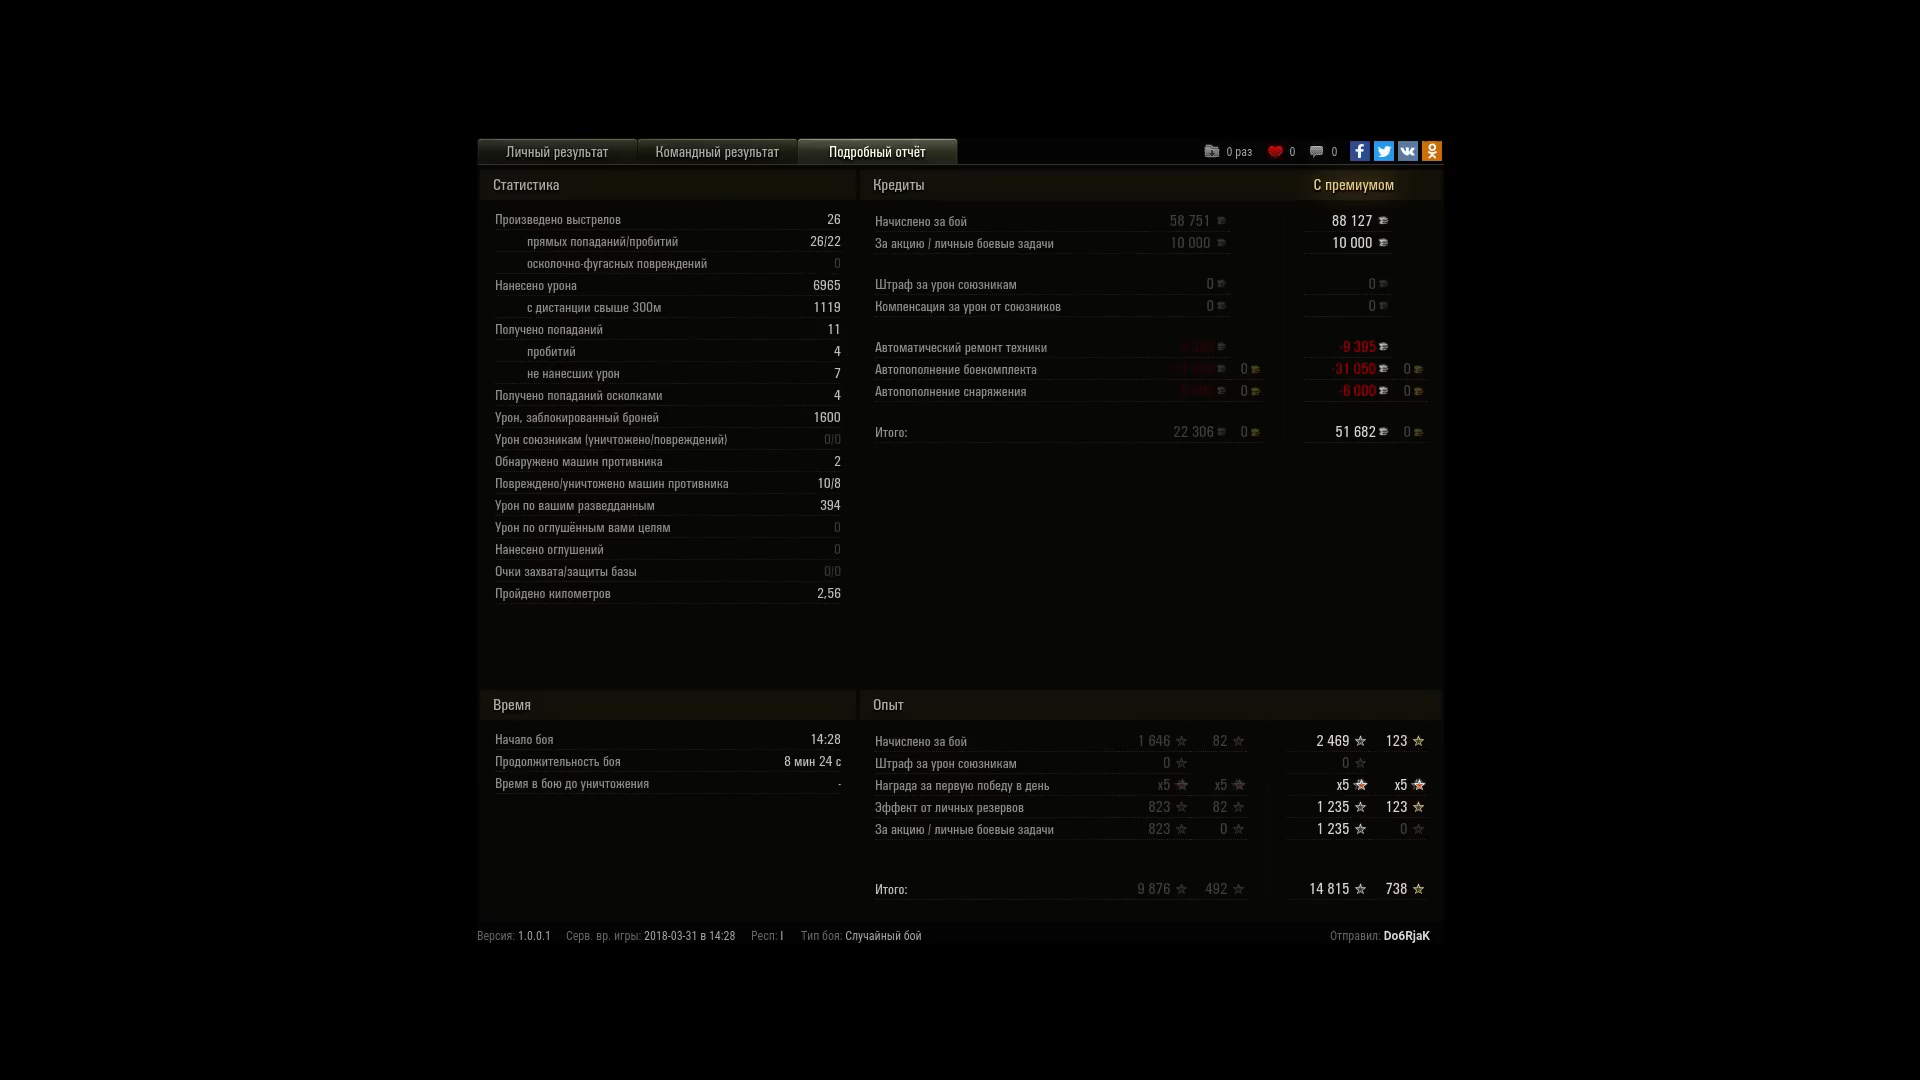 Личный результат Командный результат Подробный отчёт 0 раз 0 0
Статистика
Произведено выстрелов 26
прямых попаданий/пробитий 26/22
осколочно-фугасных повреждений 0
Нанесено урона 6965
с дистанции свыше 300м 1119
Получено попаданий 11
пробитий 4
не нанесших урон 7
Получено попаданий осколками 4
Урон, заблокированный броней 1600
Урон союзникам (уничтожено/повреждений) 0/0
Обнаружено машин противника 2
Повреждено/уничтожено машин противника 10/8
Урон по вашим разведданным 394
Урон по оглушённым вами целям 0
Нанесено оглушений 0
Очки захвата/защиты базы 0/0
Пройдено километров 2,56
Кредиты С премиумом
Начислено за бой 58 751 88 127
За акцию / личные боевые задачи 10 000 10 000
Штраф за урон союзникам 0 0
Компенсация за урон от союзников 0 0
Автоматический ремонт техники -9 395
Автопополнение боекомплекта 0 -31 050 0
Автопополнение снаряжения 0 -6 000 0
Итого: 22 306 0 51 682 0
Время
Начало боя 14:28
Продолжительность боя 8 мин 24 с
Время в бою до уничтожения -
Опыт
Начислено за бой 1 646 82 2 469 123
Штраф за урон союзникам 0 0
Награда за первую победу в день x5 x5 x5 x5
Эффект от личных резервов 823 82 1 235 123
За акцию / личные боевые задачи 823 0 1 235 0
Итого: 9 876 492 14 815 738
Версия: 1.0.0.1 Серв. вр. игры: 2018-03-31 в 14:28 Респ: I Тип боя: Случайный бой Отправил: Do6RjaK